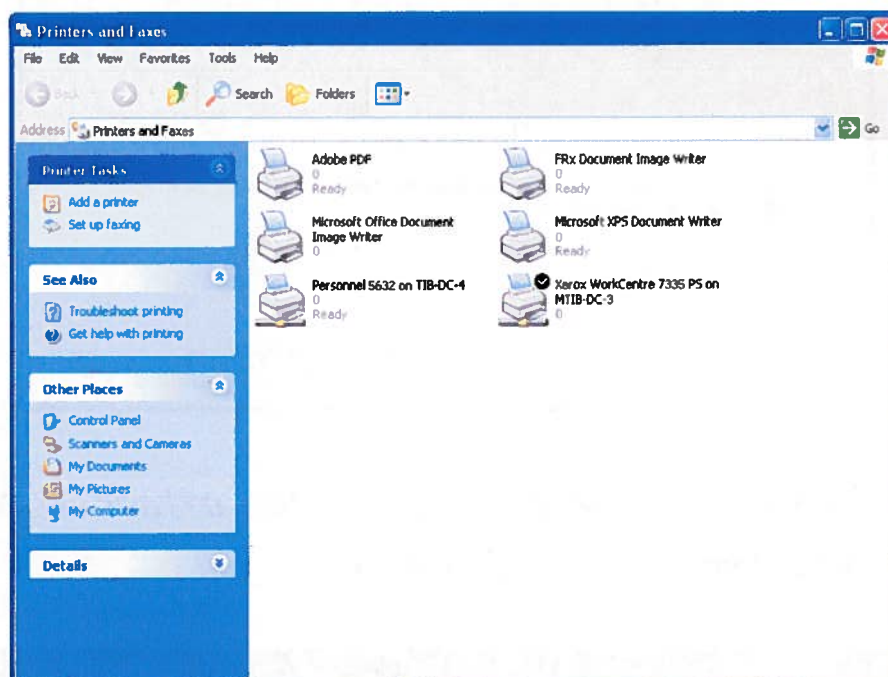 Printers and Faxes
File Edit View Favorites Tools Help
Back Search Folders
Address Printers and Faxes Go
Printer Tasks
Add a printer
Set up faxing
See Also
Troubleshoot printing
Get help with printing
Other Places
Control Panel
Scanners and Cameras
My Documents
My Pictures
My Computer
Details
Adobe PDF
0
Ready
FRx Document Image Writer
0
Ready
Microsoft Office Document
Image Writer
0
Microsoft XPS Document Writer
0
Ready
Personnel 5632 on TIB-DC-4
0
Ready
Xerox WorkCentre 7335 PS on
MTIB-DC-3
0